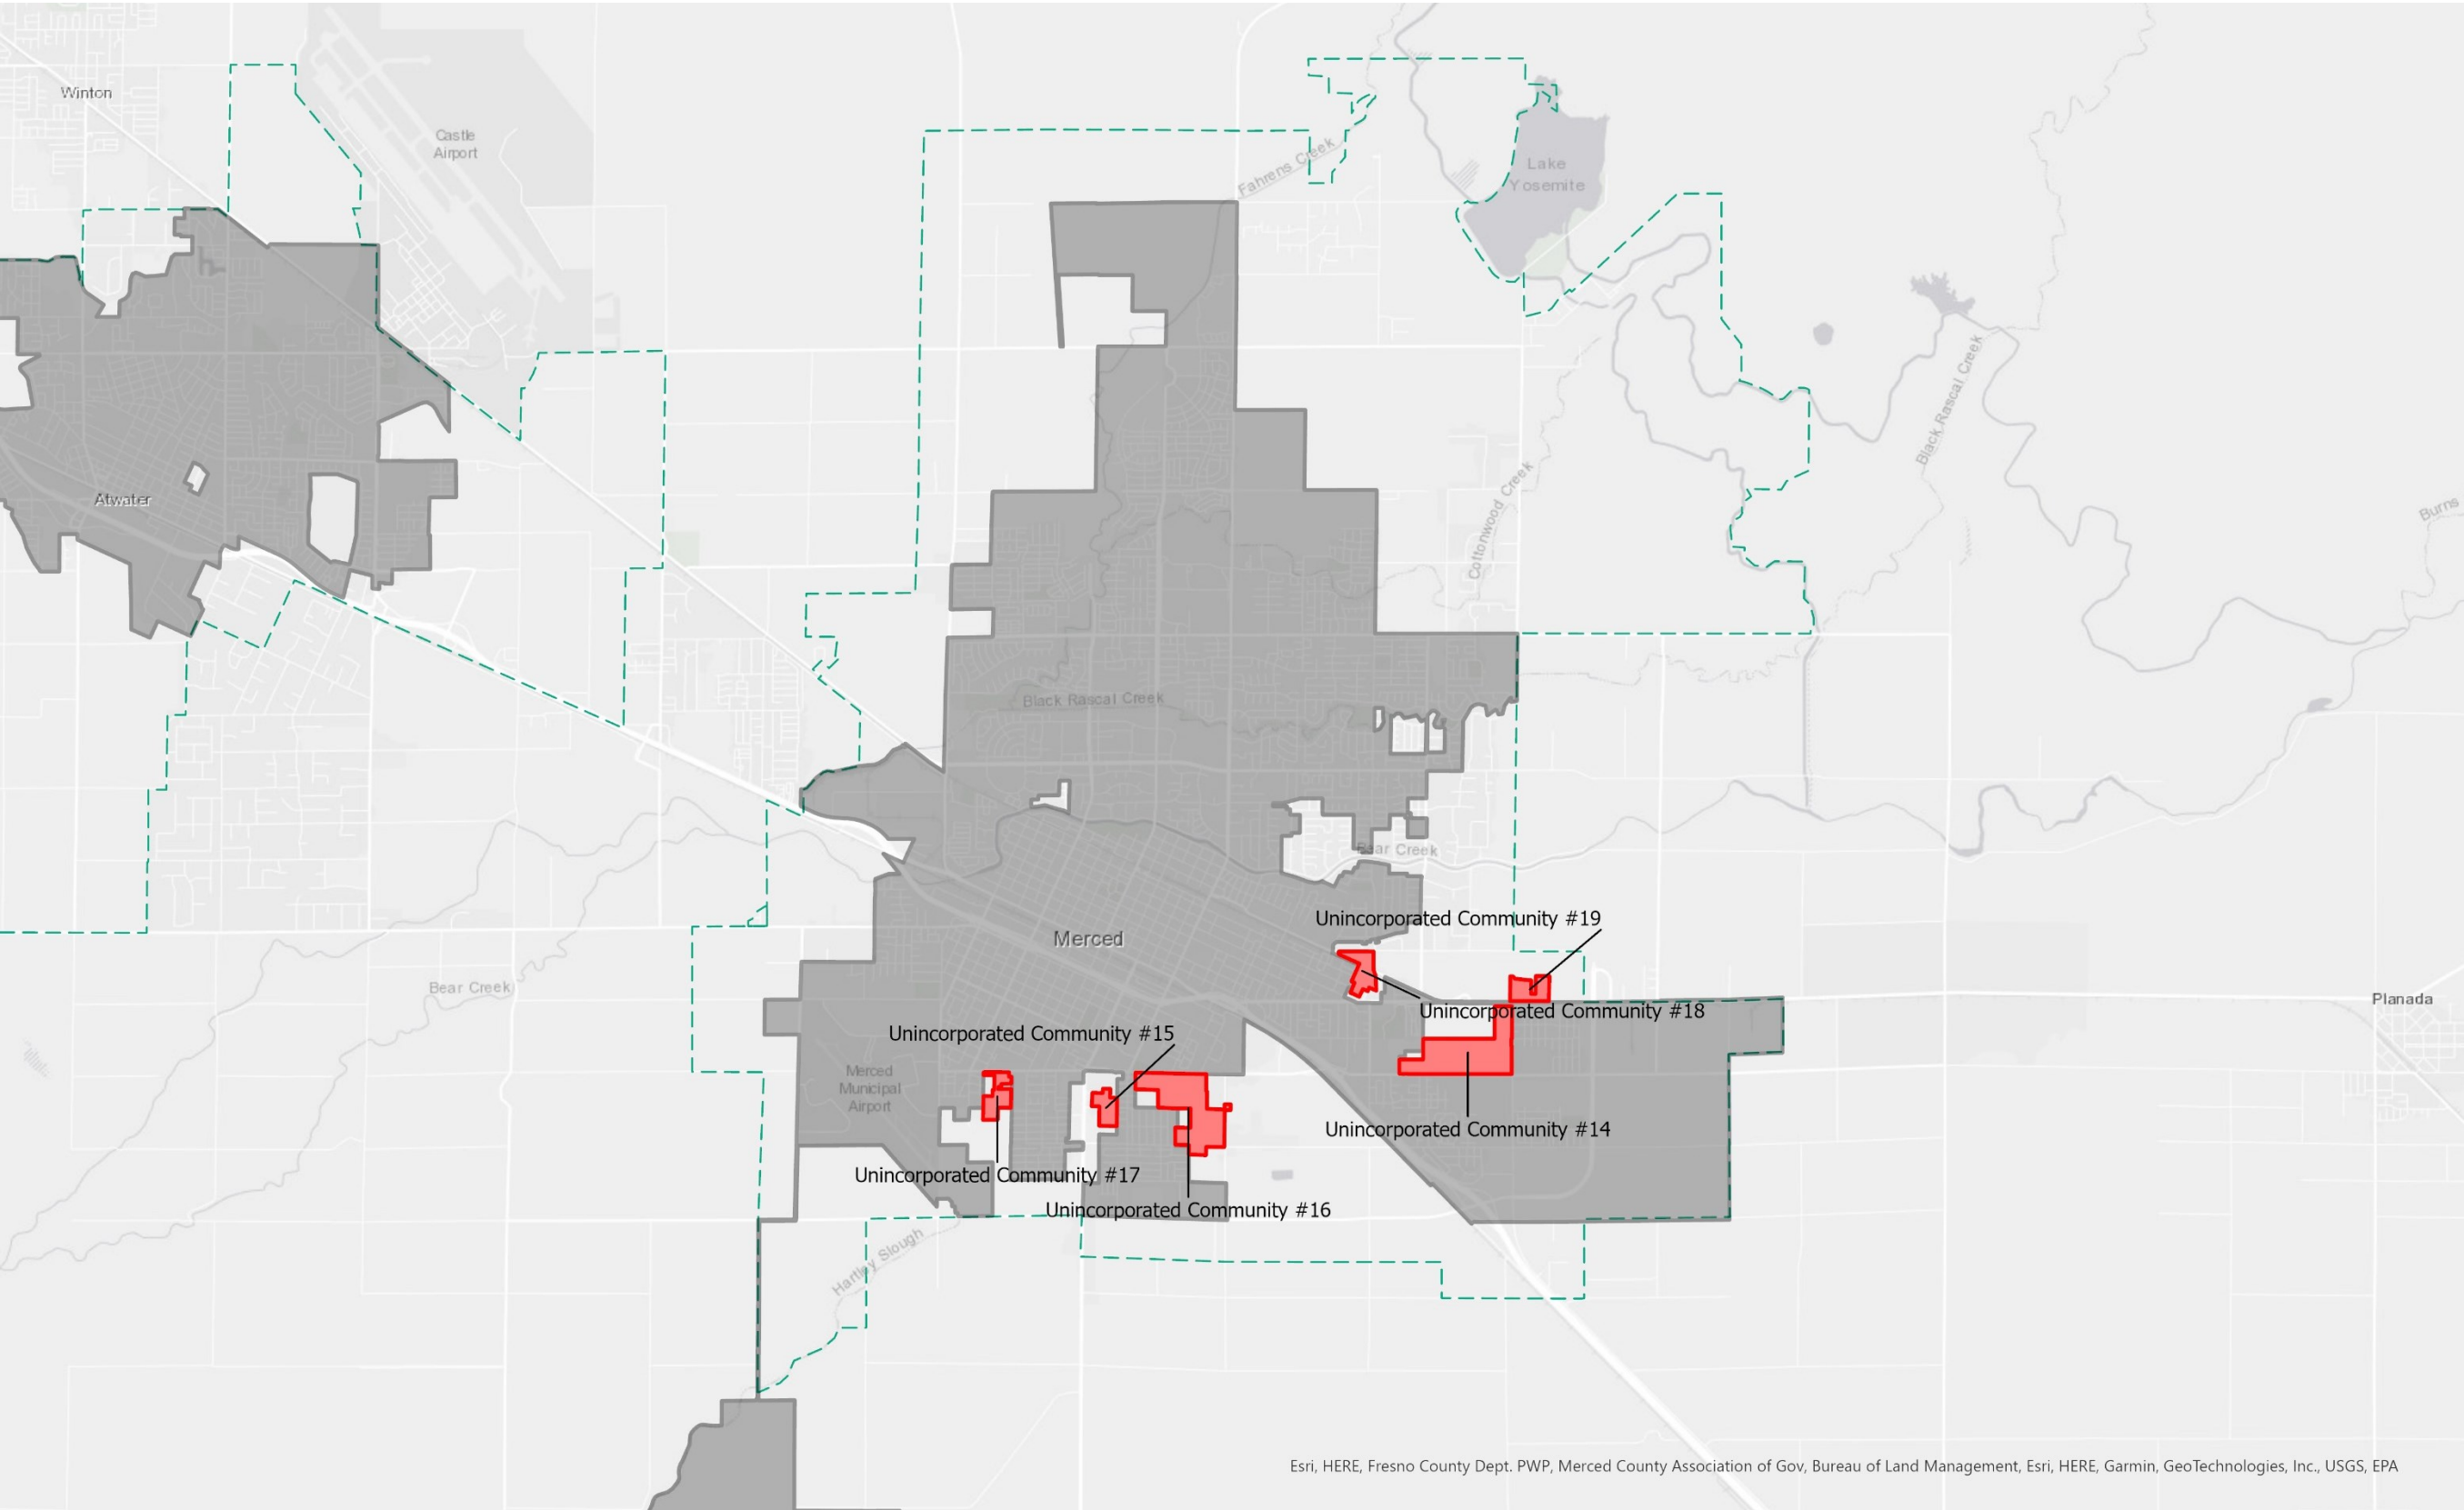 Winton
Castle
Airport
Fahrens Creek
Lake
Yosemite
Black Rascal Creek
Atwater
Cottonwood Creek
Burns
Black Rascal Creek
Bear Creek
Unincorporated Community #19
Merced
Bear Creek
Planada
Unincorporated Community #18
Unincorporated Community #15
Merced
Municipal
Airport
Unincorporated Community #14
Unincorporated Community #17
Unincorporated Community #16
Hartley Slough
Esri, HERE, Fresno County Dept. PWP, Merced County Association of Gov, Bureau of Land Management, Esri, HERE, Garmin, GeoTechnologies, Inc., USGS, EPA